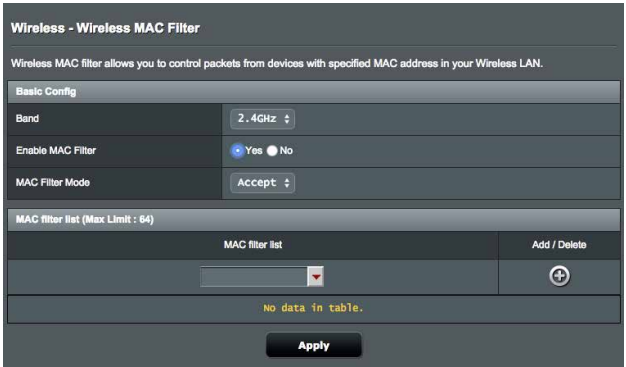 Wireless - Wireless MAC Filter
Wireless MAC filter allows you to control packets from devices with specified MAC address in your Wireless LAN.
Basic Config
Band 2.4GHz
Enable MAC Filter Yes No
MAC Filter Mode Accept
MAC filter list (Max Limit : 64)
MAC filter list Add / Delete
No data in table.
Apply